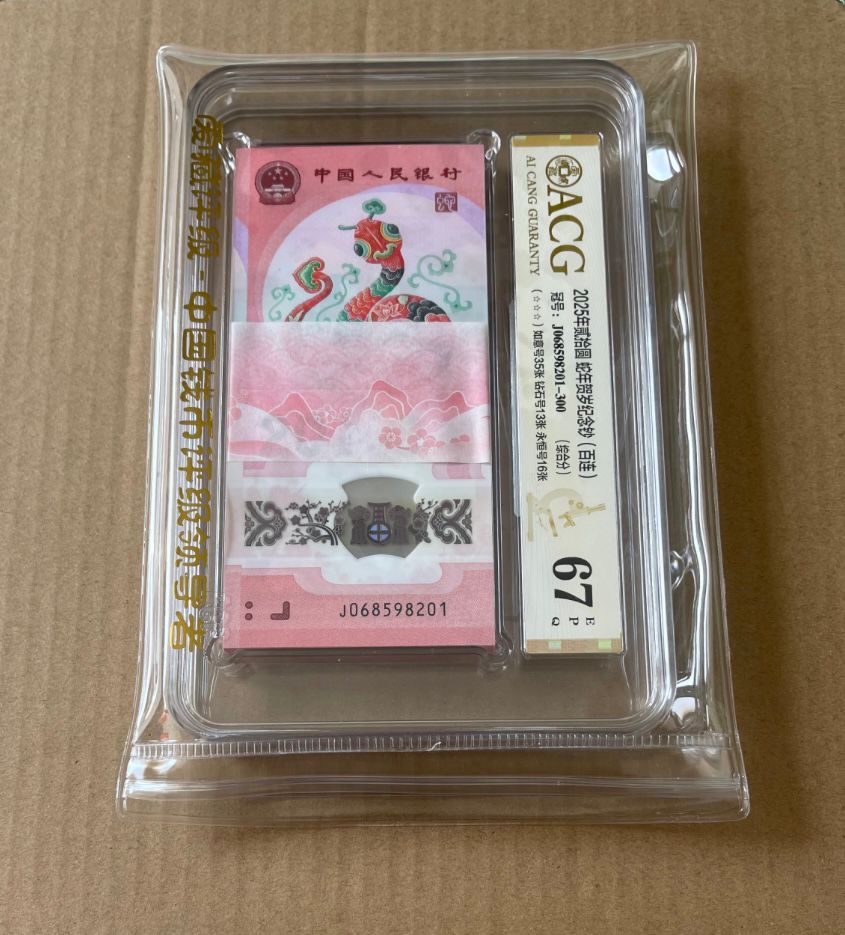 爱藏评级 - 中国钱币评级领导者
中国人民银行
J068598201
ACG
AI CANG GUARANTY
2025年贰拾圆 蛇年贺岁纪念钞（百连）
冠号：J068598201-300 （综合分）
（☆☆☆）如意号35张 钻石号13张 永恒号16张
67
E
P
Q